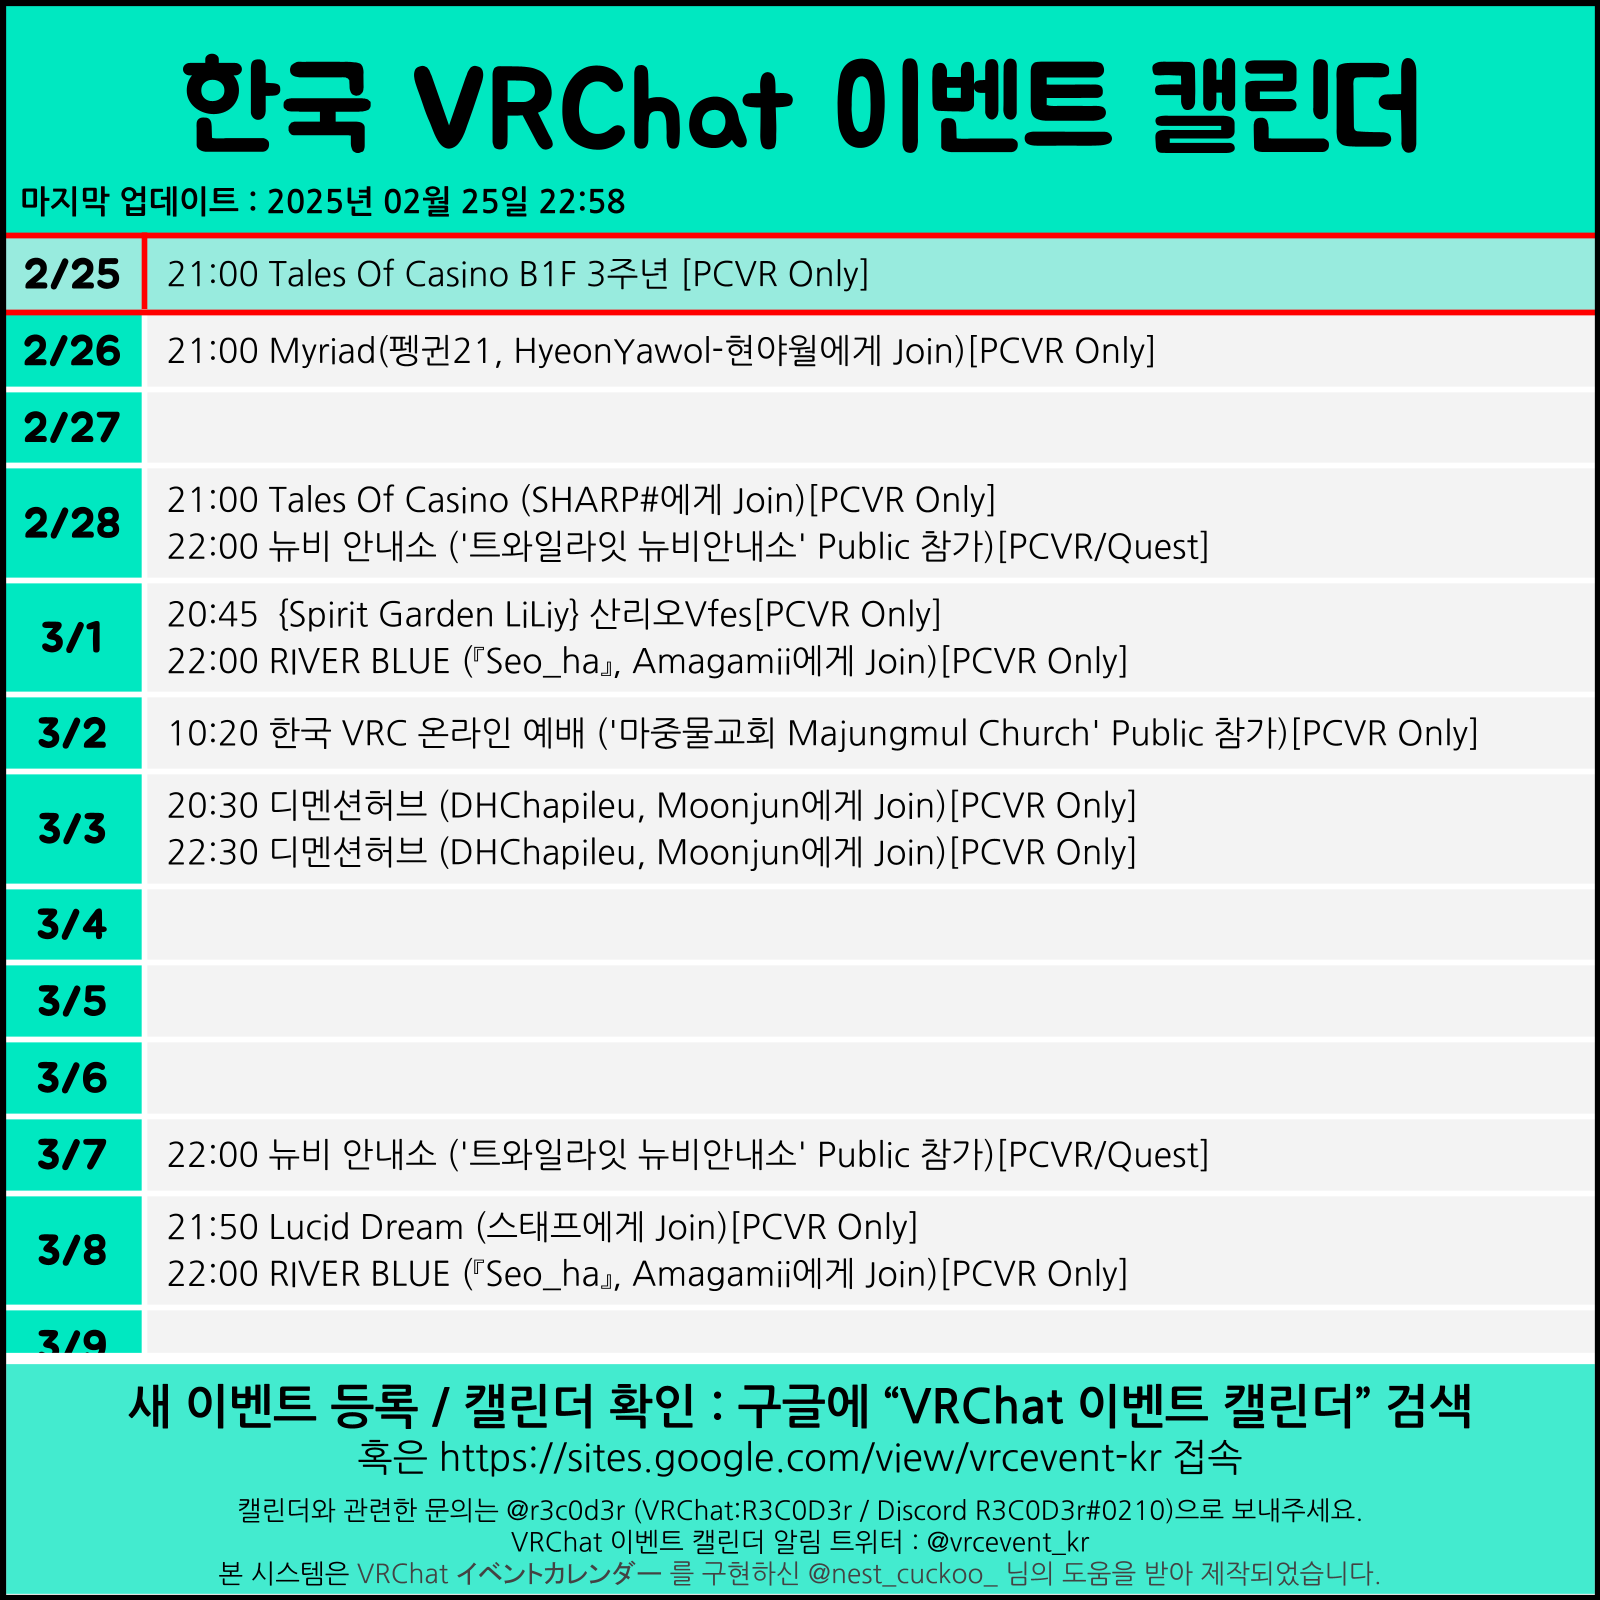 한국 VRChat 이벤트 캘린더
마지막 업데이트 : 2025년 02월 25일 22:58
2/25
21:00 Tales Of Casino B1F 3주년 [PCVR Only]
2/26
21:00 Myriad(펭귄21, HyeonYawol-현야월에게 Join)[PCVR Only]
2/27
2/28
21:00 Tales Of Casino (SHARP#에게 Join)[PCVR Only]
22:00 뉴비 안내소 ('트와일라잇 뉴비안내소' Public 참가)[PCVR/Quest]
3/1
20:45  {Spirit Garden LiLiy} 산리오Vfes[PCVR Only]
22:00 RIVER BLUE (『Seo_ha』, Amagamii에게 Join)[PCVR Only]
3/2
10:20 한국 VRC 온라인 예배 ('마중물교회 Majungmul Church' Public 참가)[PCVR Only]
3/3
20:30 디멘션허브 (DHChapileu, Moonjun에게 Join)[PCVR Only]
22:30 디멘션허브 (DHChapileu, Moonjun에게 Join)[PCVR Only]
3/4
3/5
3/6
3/7
22:00 뉴비 안내소 ('트와일라잇 뉴비안내소' Public 참가)[PCVR/Quest]
3/8
21:50 Lucid Dream (스태프에게 Join)[PCVR Only]
22:00 RIVER BLUE (『Seo_ha』, Amagamii에게 Join)[PCVR Only]
3/9
새 이벤트 등록 / 캘린더 확인 : 구글에 “VRChat 이벤트 캘린더” 검색
혹은 https://sites.google.com/view/vrcevent-kr 접속
캘린더와 관련한 문의는 @r3c0d3r (VRChat:R3C0D3r / Discord R3C0D3r#0210)으로 보내주세요.
VRChat 이벤트 캘린더 알림 트위터 : @vrcevent_kr
본 시스템은 VRChat イベントカレンダー 를 구현하신 @nest_cuckoo_ 님의 도움을 받아 제작되었습니다.